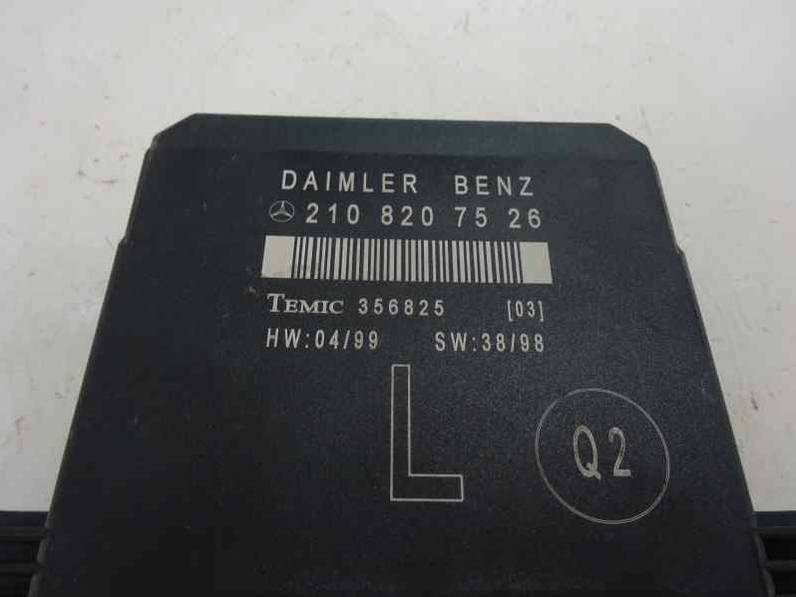 DAIMLER BENZ
210 820 75 26
TEMIC 356825 [03]
HW:04/99 SW:38/98
L
Q2